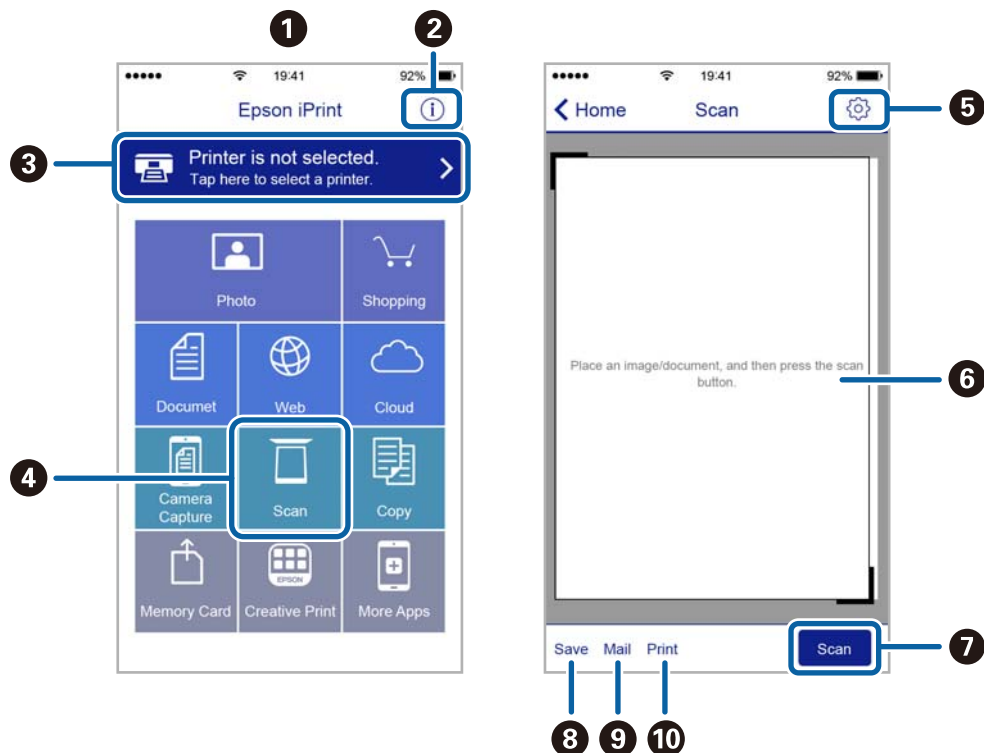 1
2
19:41
92%
Epson iPrint
i
3
Printer is not selected.
Tap here to select a printer.
Photo
Shopping
Documet
Web
Cloud
4
Camera
Capture
Scan
Copy
EPSON
Memory Card
Creative Print
More Apps
19:41
92%
Home
Scan
5
Place an image/document, and then press the scan
button.
6
Save Mail Print
Scan
7
8
9
10